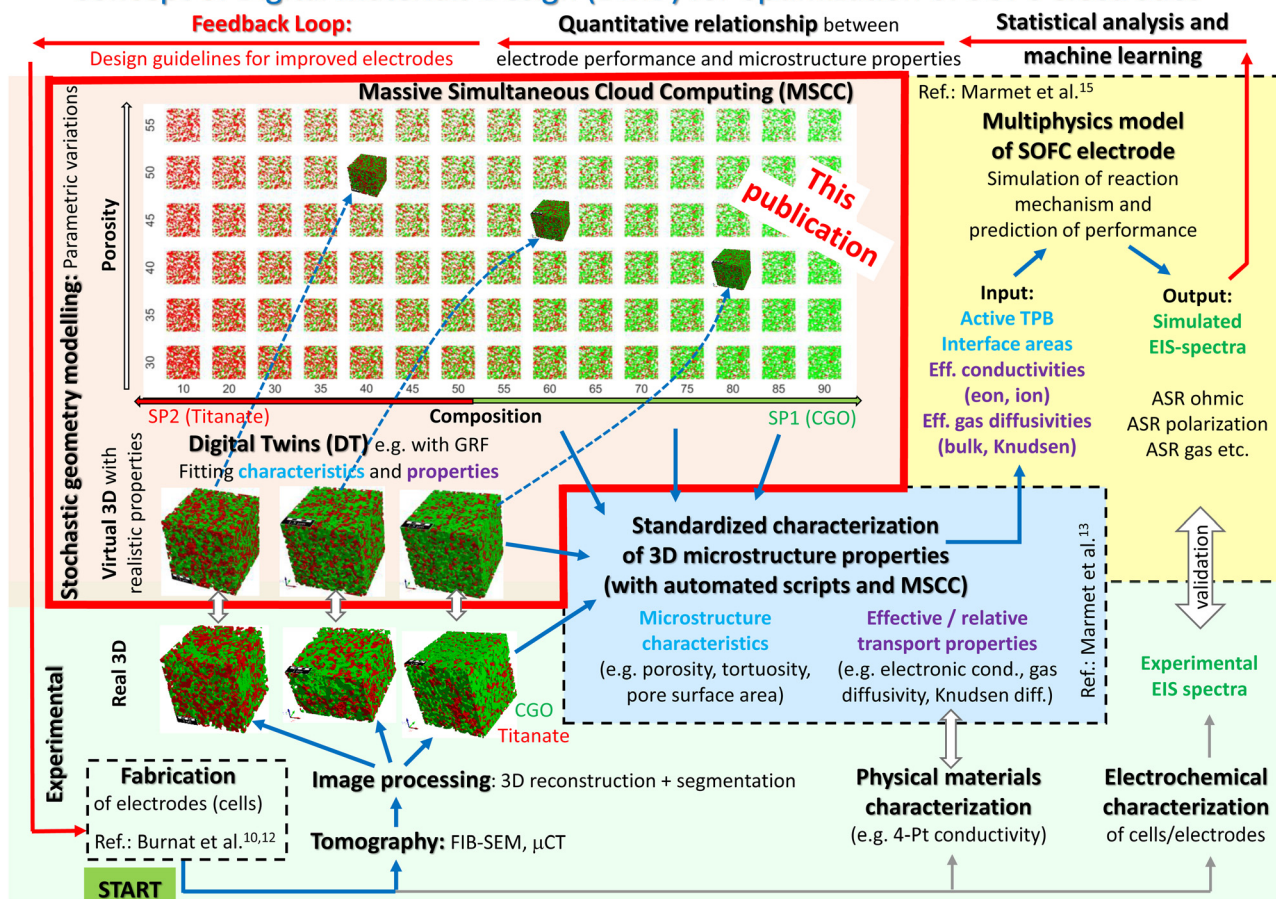 Feedback Loop:
Design guidelines for improved electrodes
Quantitative relationship between
electrode performance and microstructure properties
Statistical analysis and
machine learning
Massive Simultaneous Cloud Computing (MSCC)
Stochastic geometry modelling: Parametric variations
Porosity
55
50
45
40
35
30
10 20 30 35 40 45 50 55 60 65 70 75 80 85 90
This
publication
SP2 (Titanate)
Composition
SP1 (CGO)
Virtual 3D with
realistic properties
Digital Twins (DT) e.g. with GRF
Fitting characteristics and properties
Ref.: Marmet et al.15
Multiphysics model
of SOFC electrode
Simulation of reaction
mechanism and
prediction of performance
Input:
Active TPB
Interface areas
Eff. conductivities
(eon, ion)
Eff. gas diffusivities
(bulk, Knudsen)
Output:
Simulated
EIS-spectra
ASR ohmic
ASR polarization
ASR gas etc.
Standardized characterization
of 3D microstructure properties
(with automated scripts and MSCC)
Microstructure
characteristics
(e.g. porosity, tortuosity,
pore surface area)
Effective / relative
transport properties
(e.g. electronic cond., gas
diffusivity, Knudsen diff.)
Ref.: Marmet et al.13
validation
Experimental
EIS spectra
Experimental
Real 3D
CGO
Titanate
Fabrication
of electrodes (cells)
Ref.: Burnat et al.10,12
START
Image processing: 3D reconstruction + segmentation
Tomography: FIB-SEM, μCT
Physical materials
characterization
(e.g. 4-Pt conductivity)
Electrochemical
characterization
of cells/electrodes